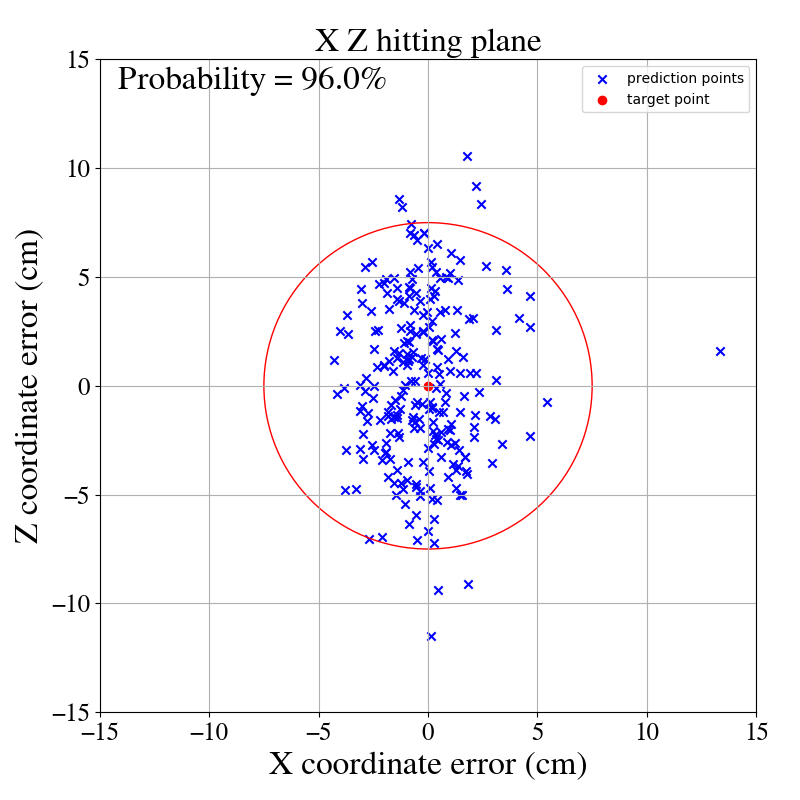 X Z hitting plane
Probability = 96.0%
prediction points
target point
15
10
5
0
−5
−10
−15
Z coordinate error (cm)
−15 −10 −5 0 5 10 15
X coordinate error (cm)